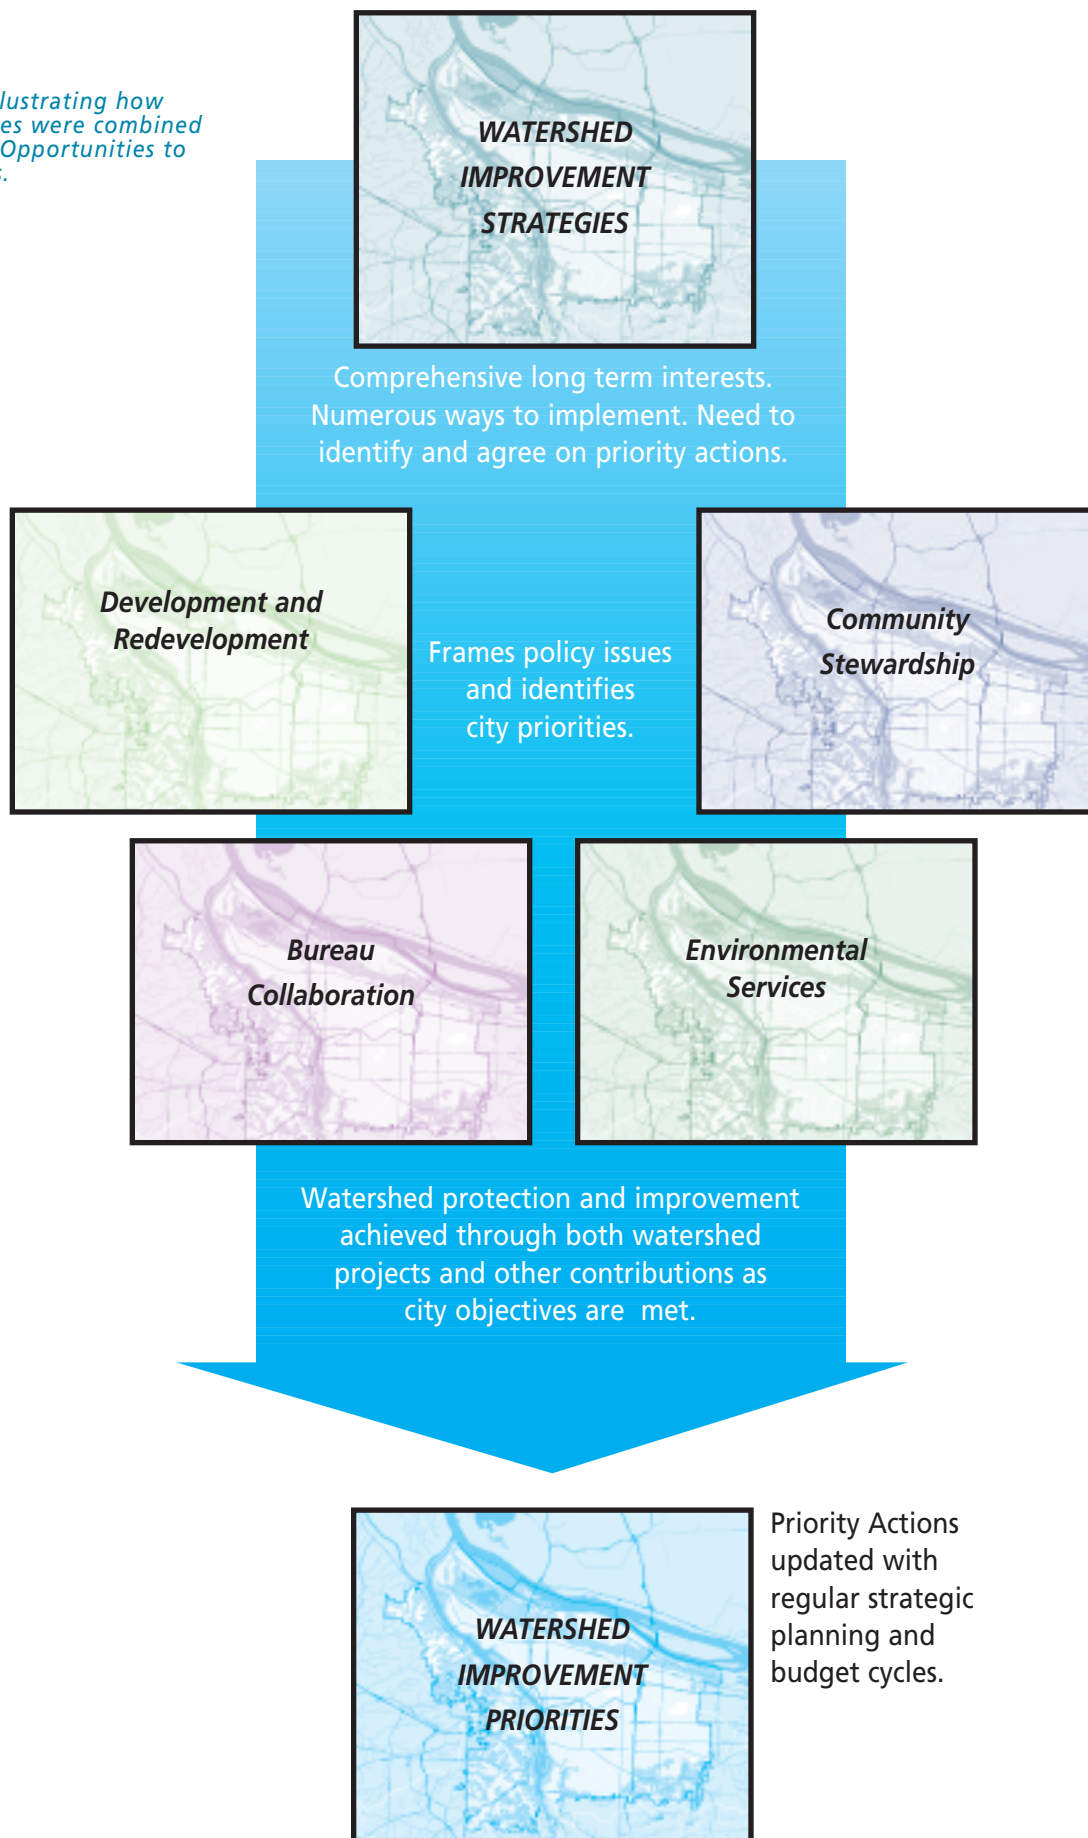 WATERSHED
IMPROVEMENT
STRATEGIES
lustrating how
es were combined
Opportunities to
s.
Comprehensive long term interests.
Numerous ways to implement. Need to
identify and agree on priority actions.
Development and
Redevelopment
Frames policy issues
and identifies
city priorities.
Community
Stewardship
Bureau
Collaboration
Environmental
Services
Watershed protection and improvement
achieved through both watershed
projects and other contributions as
city objectives are met.
WATERSHED
IMPROVEMENT
PRIORITIES
Priority Actions
updated with
regular strategic
planning and
budget cycles.